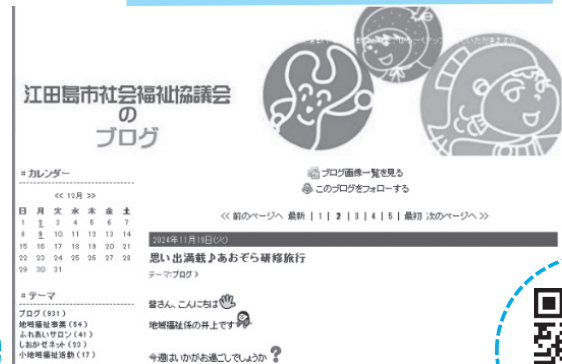 江田島市社会福祉協議会
の
ブログ
カレンダー
<< 12月 >>
日 月 火 水 木 金 土
1 2 3 4 5 6 7
8 9 10 11 12 13 14
15 16 17 18 19 20 21
22 23 24 25 26 27 28
29 30 31
テーマ
ブログ (931)
地域福祉事業 (84)
ふれあいサロン (41)
しおかぜネット (23)
小地域福祉活動 (17)
ブログ画像一覧を見る
このブログをフォローする
<< 前のページへ 最新 | 1 | 2 | 3 | 4 | 5 | 最初 次のページへ >>
2024年11月19日(火)
思い出満載♪あおぞら研修旅行
テーマ:ブログ >
皆さん、こんにちは
地域福祉係の井上です
今週はいかがお過ごしでしょうか?